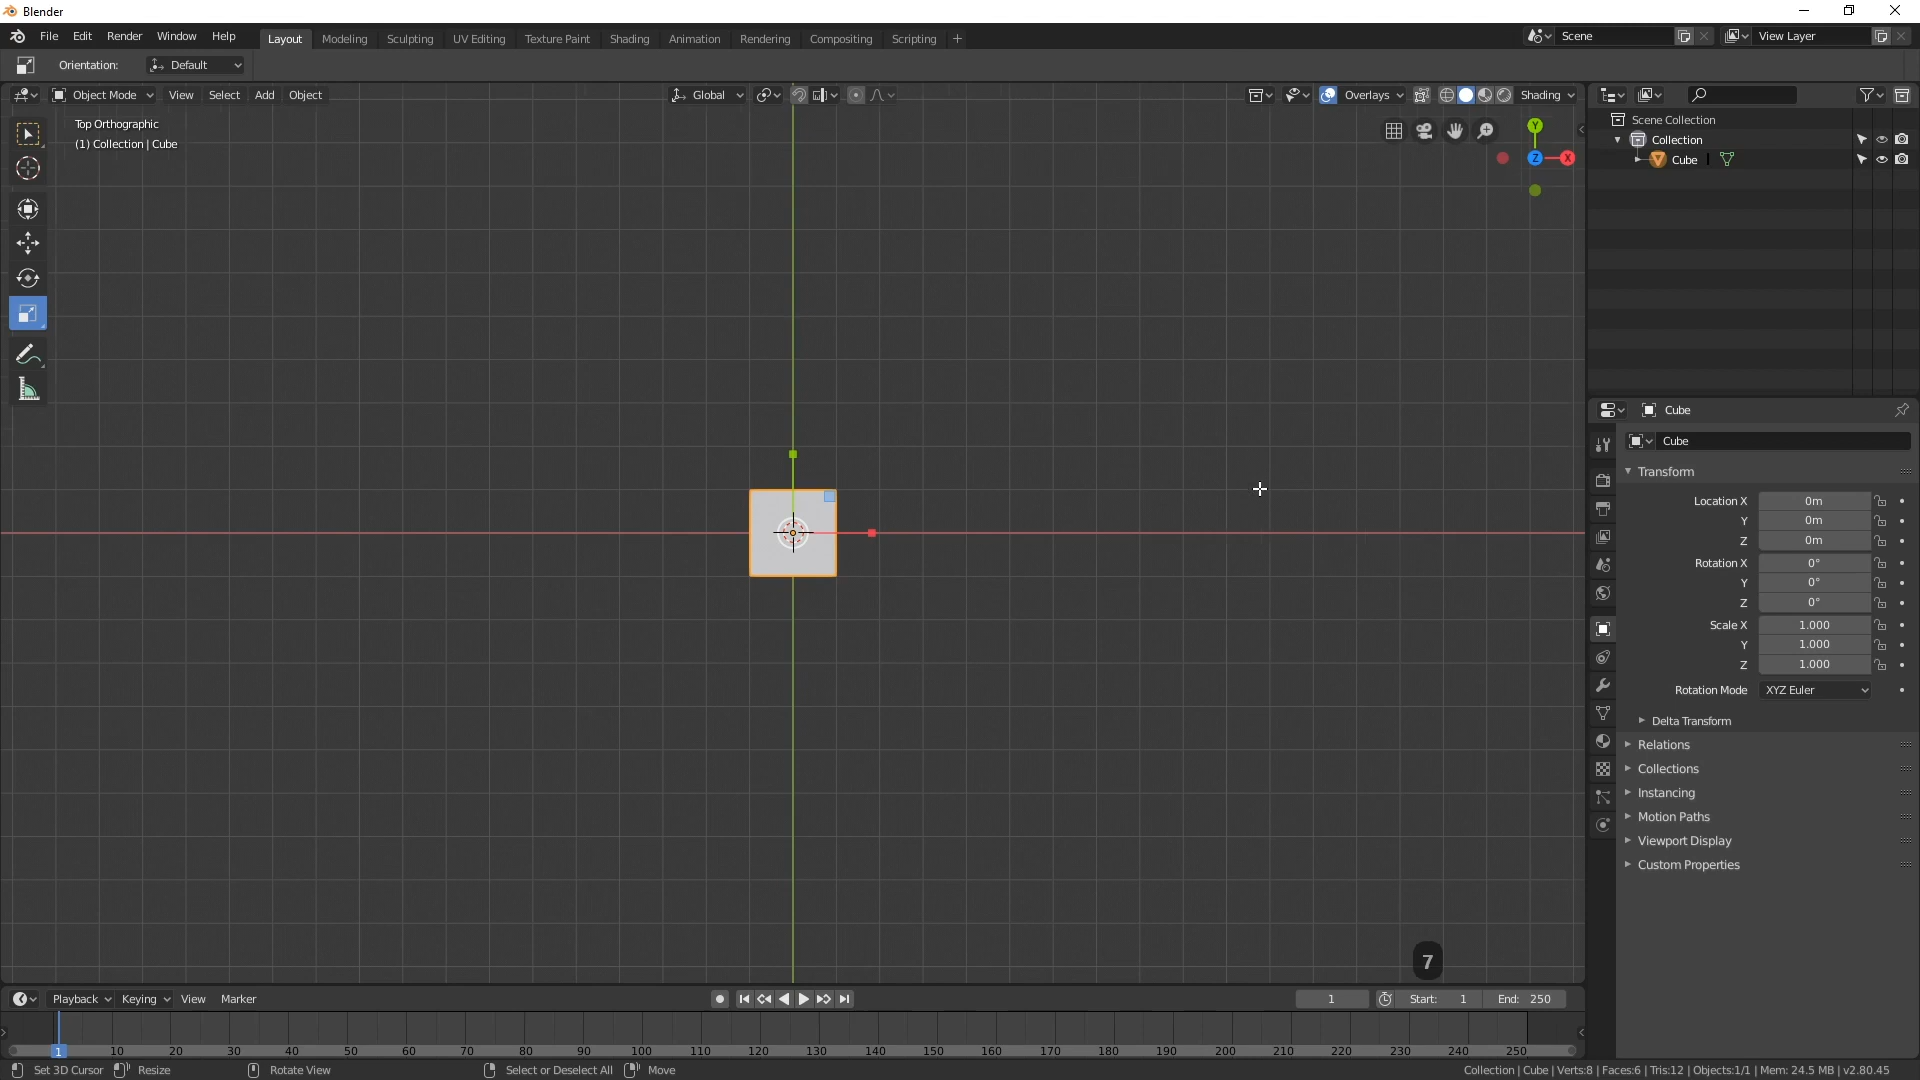 Blender
File Edit Render Window Help Layout Modeling Sculpting UV Editing Texture Paint Shading Animation Rendering Compositing Scripting + Scene View Layer
Orientation: Default
Object Mode View Select Add Object Global Overlays Shading
Top Orthographic
(1) Collection | Cube
Y
Z X
Scene Collection
Collection
Cube
Cube
Cube
Transform
Location X 0m
Y 0m
Z 0m
Rotation X 0°
Y 0°
Z 0°
Scale X 1.000
Y 1.000
Z 1.000
Rotation Mode XYZ Euler
Delta Transform
Relations
Collections
Instancing
Motion Paths
Viewport Display
Custom Properties
7
Playback Keying View Marker 1 Start: 1 End: 250
1 10 20 30 40 50 60 70 80 90 100 110 120 130 140 150 160 170 180 190 200 210 220 230 240 250
Set 3D Cursor Resize Rotate View Select or Deselect All Move Collection | Cube | Verts:8 | Faces:6 | Tris:12 | Objects:1/1 | Mem: 24.5 MB | v2.80.45